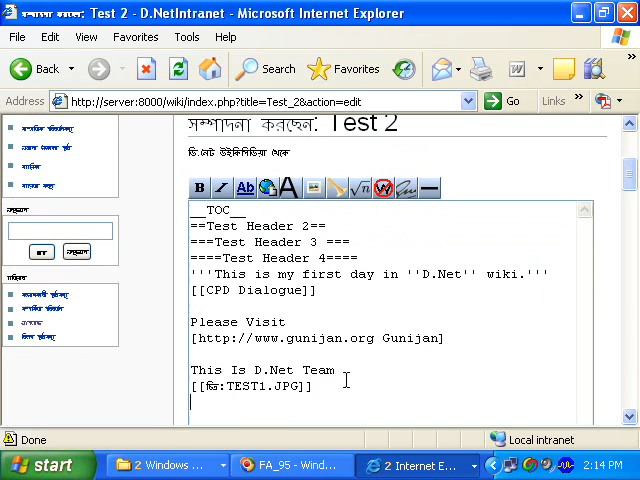 সম্পাদনা করছেন: Test 2 - D.NetIntranet - Microsoft Internet Explorer
File Edit View Favorites Tools Help
Back Search Favorites
Address http://server:8000/wiki/index.php?title=Test_2&action=edit Go Links
সম্পাদনা করছেন: Test 2
ডি.নেট উইকিপিডিয়া থেকে
B I Ab A √n W
__TOC__
==Test Header 2==
===Test Header 3 ===
====Test Header 4====
'''This is my first day in ''D.Net'' wiki.'''
[[CPD Dialogue]]
Please Visit
[http://www.gunijan.org Gunijan]
This Is D.Net Team
[[চিত্র:TEST1.JPG]]
Done Local intranet
start 2 Windows ... FA_95 - Wind... 2 Internet E... 2:14 PM